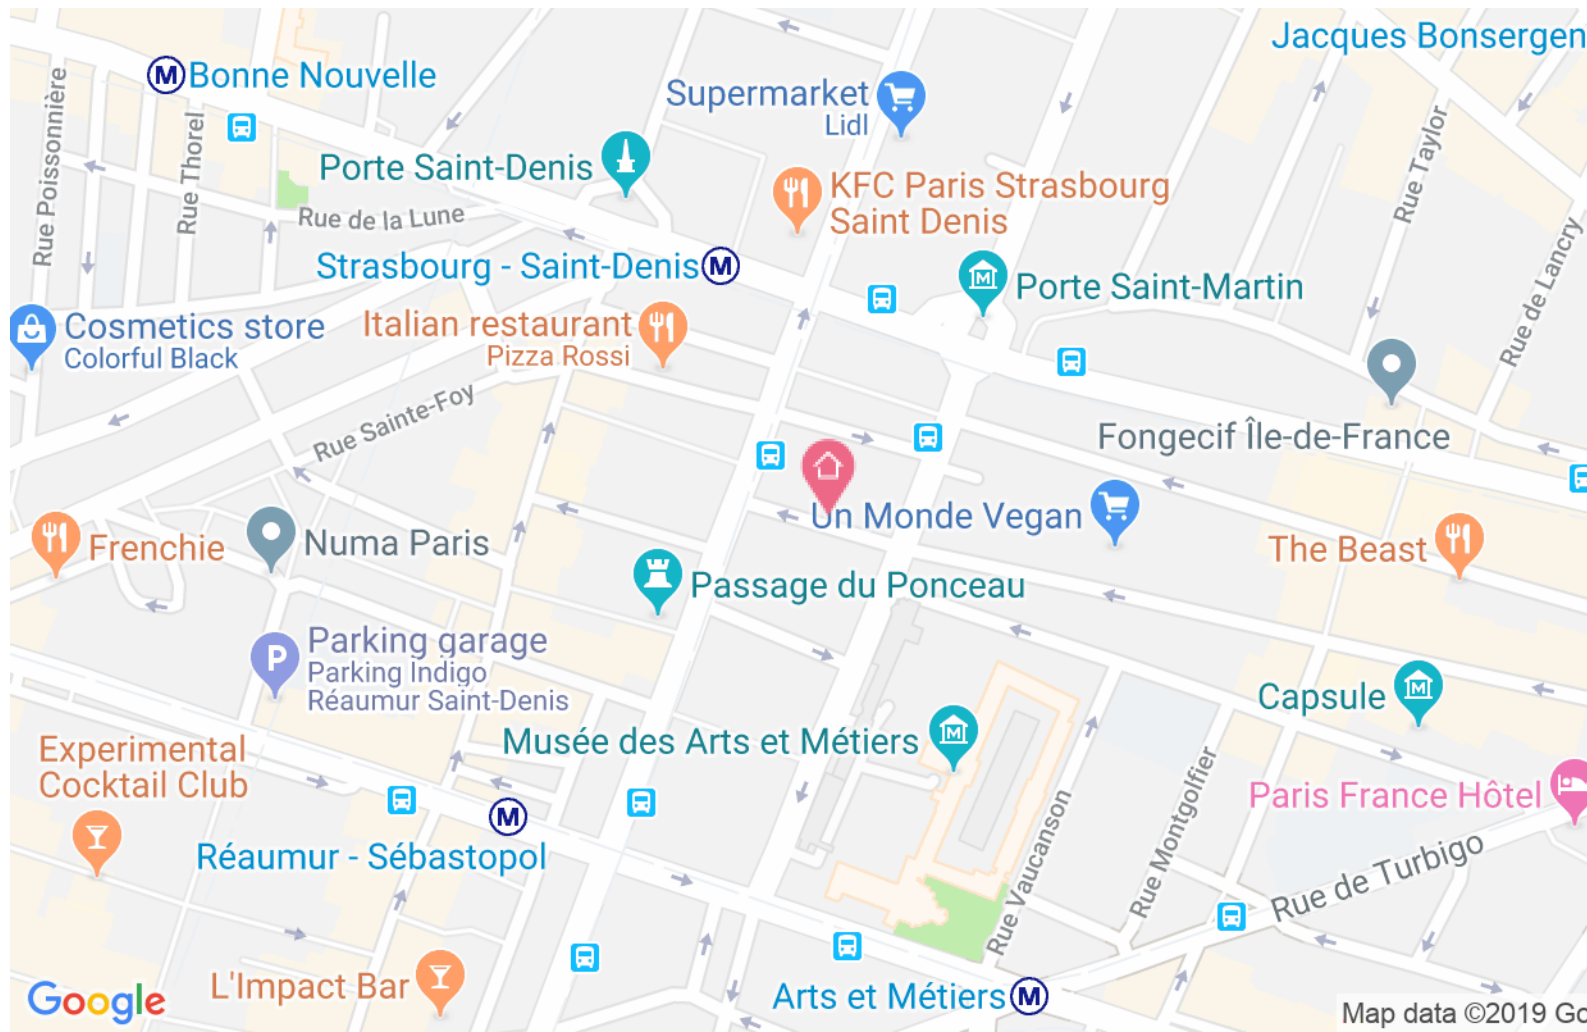 Jacques Bonsergen
M Bonne Nouvelle
Supermarket
Lidl
Rue Poissonnière
Rue Thorel
Porte Saint-Denis
Rue Taylor
KFC Paris Strasbourg
Saint Denis
Rue de la Lune
Strasbourg - Saint-Denis M
Porte Saint-Martin
Rue de Lancry
Cosmetics store
Colorful Black
Italian restaurant
Pizza Rossi
Rue Sainte-Foy
Fongecif Île-de-France
Un Monde Vegan
Frenchie
Numa Paris
The Beast
Passage du Ponceau
P
Parking garage
Parking Indigo
Réaumur Saint-Denis
Capsule
Musée des Arts et Métiers
Experimental
Cocktail Club
Paris France Hôtel
M
Réaumur - Sébastopol
Rue Vaucanson
Rue Montgolfier
Rue de Turbigo
L'Impact Bar
Arts et Métiers M
Google
Map data ©2019 Go